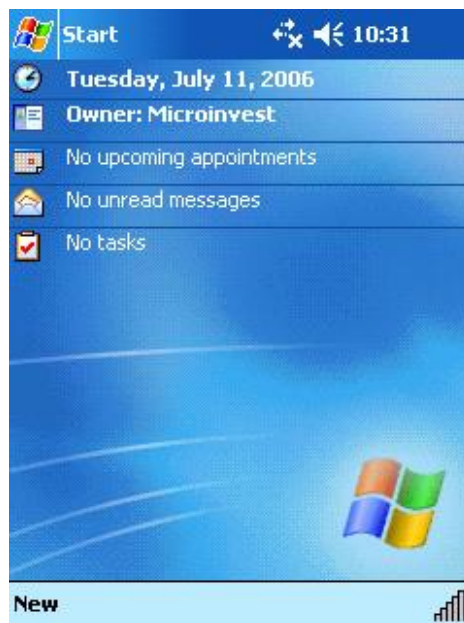 Start 10:31
Tuesday, July 11, 2006
Owner: Microinvest
No upcoming appointments
No unread messages
No tasks
New